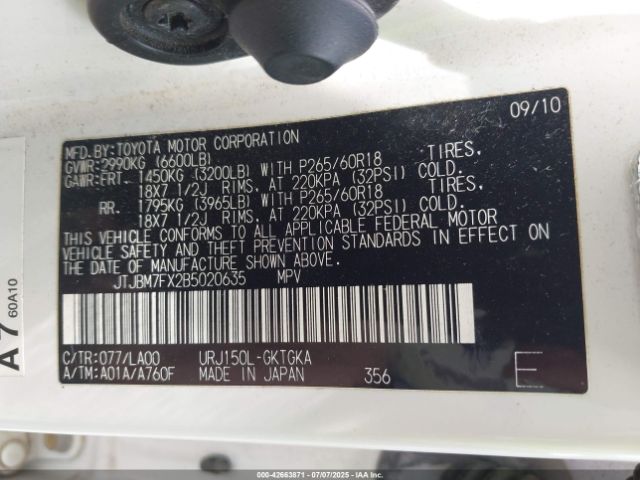 09/10
MFD.BY:TOYOTA MOTOR CORPORATION
GVWR:2990KG (6600LB)
GAWR:FRT. 1450KG (3200LB) WITH P265/60R18 TIRES,
18X7 1/2J RIMS, AT 220KPA (32PSI) COLD.
RR. 1795KG (3965LB) WITH P265/60R18 TIRES,
18X7 1/2J RIMS, AT 220KPA (32PSI) COLD.
THIS VEHICLE CONFORMS TO ALL APPLICABLE FEDERAL MOTOR
VEHICLE SAFETY AND THEFT PREVENTION STANDARDS IN EFFECT ON
THE DATE OF MANUFACTURE SHOWN ABOVE.
JTJBM7FX2B5020635 MPV
C/TR:077/LA00 URJ150L-GKTGKA
A/TM:A01A/A760F MADE IN JAPAN 356 E
A 7 60A10
000-42663871 07/07/2025 IAAI.COM